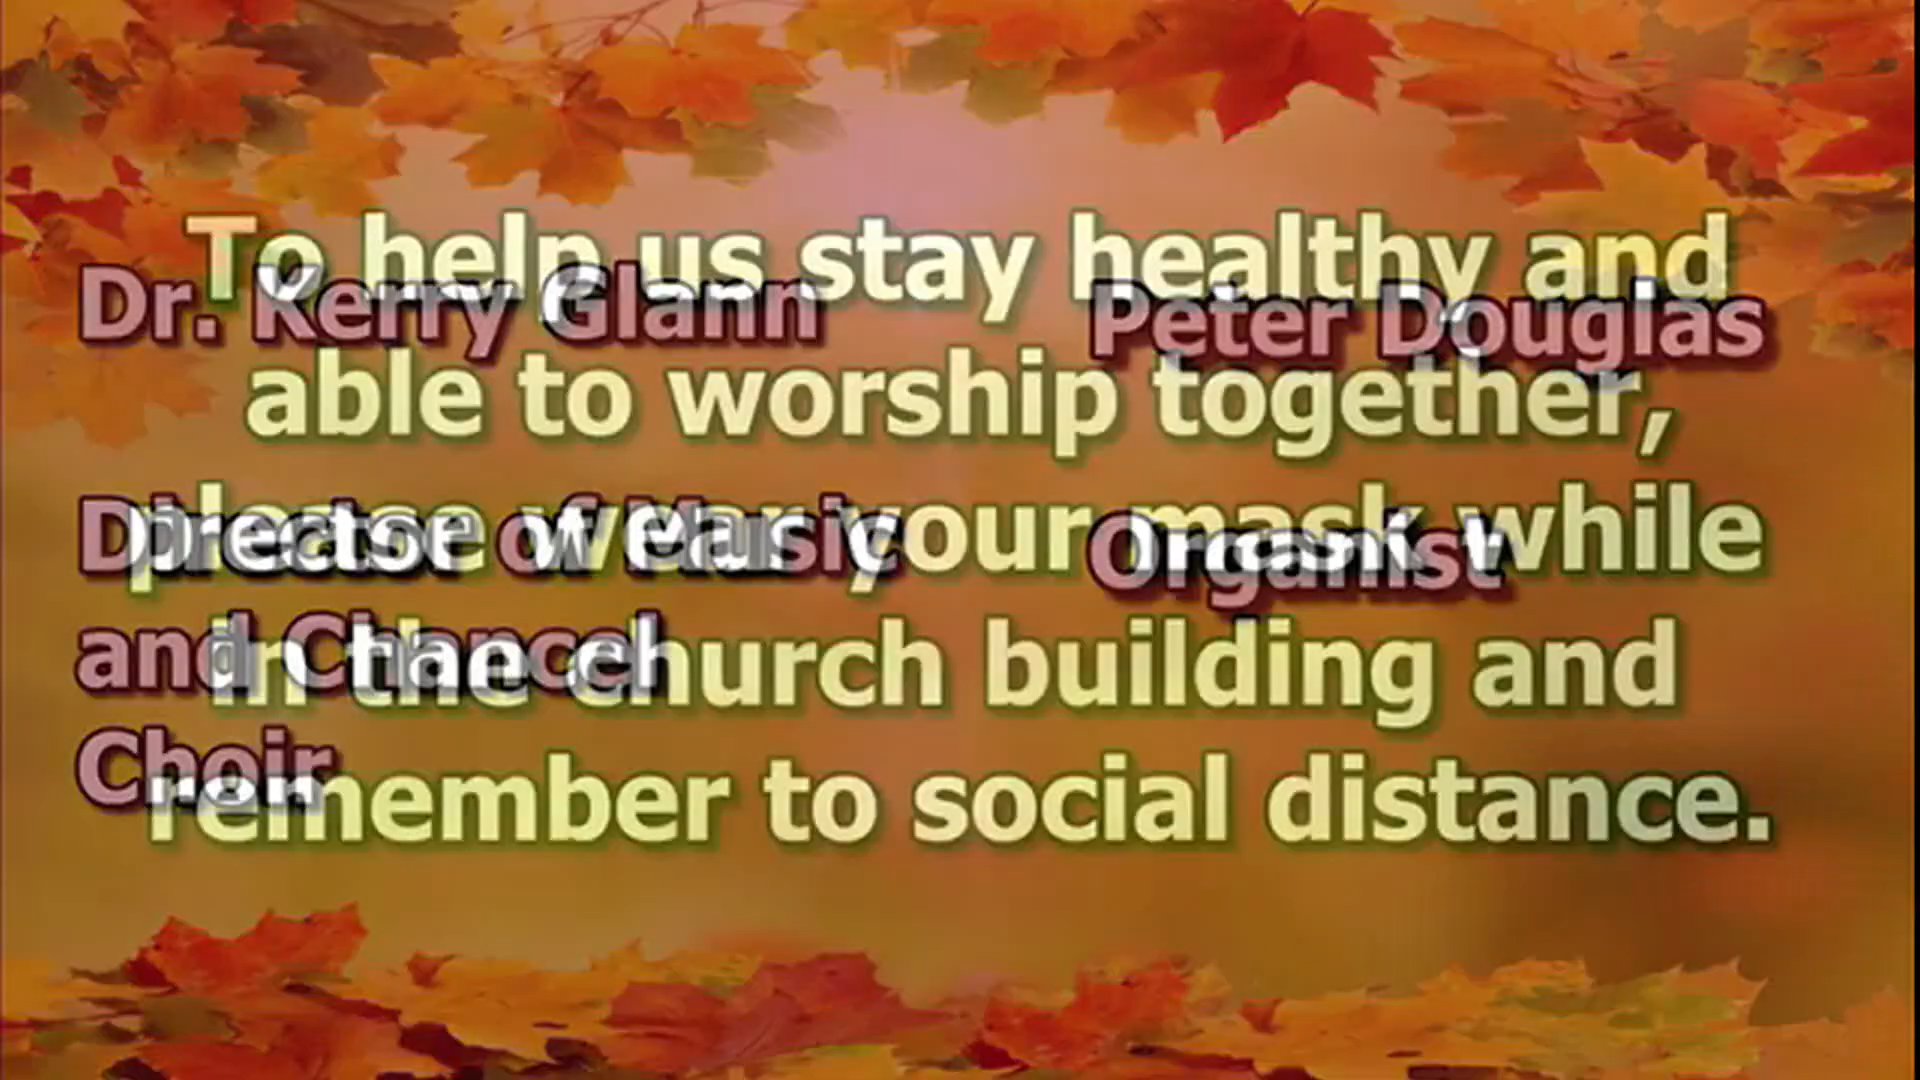 To help us stay healthy and
able to worship together,
please wear your mask while
in the church building and
remember to social distance.
Dr. Kerry Glann
Director of Music
and Chancel
Choir
Peter Douglas
Organist